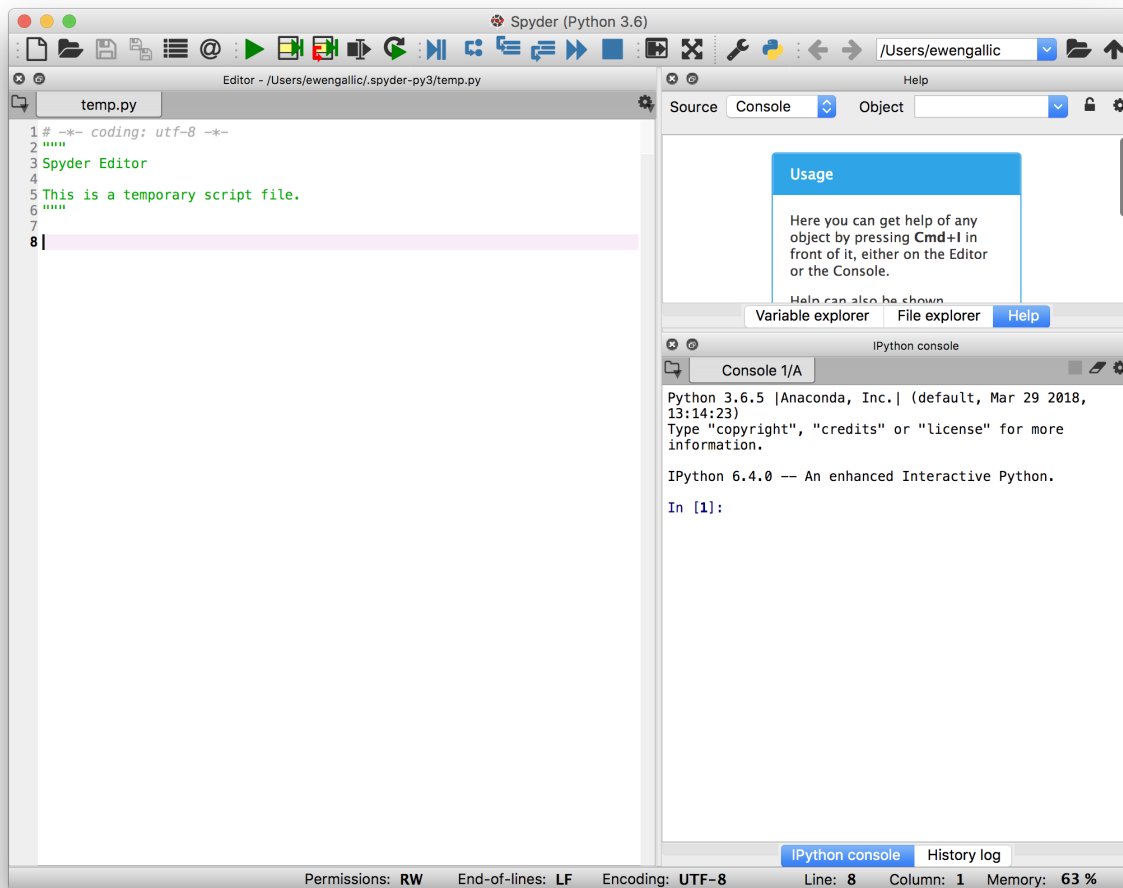 Spyder (Python 3.6)
/Users/ewengallic
Editor - /Users/ewengallic/.spyder-py3/temp.py
temp.py
1 # -*- coding: utf-8 -*-
2 """
3 Spyder Editor
4
5 This is a temporary script file.
6 """
7
8
Help
Source Console Object
Usage
Here you can get help of any
object by pressing Cmd+I in
front of it, either on the Editor
or the Console.
Help can also be shown
Variable explorer File explorer Help
IPython console
Console 1/A
Python 3.6.5 |Anaconda, Inc.| (default, Mar 29 2018,
13:14:23)
Type "copyright", "credits" or "license" for more
information.
IPython 6.4.0 -- An enhanced Interactive Python.
In [1]:
IPython console History log
Permissions: RW End-of-lines: LF Encoding: UTF-8 Line: 8 Column: 1 Memory: 63 %